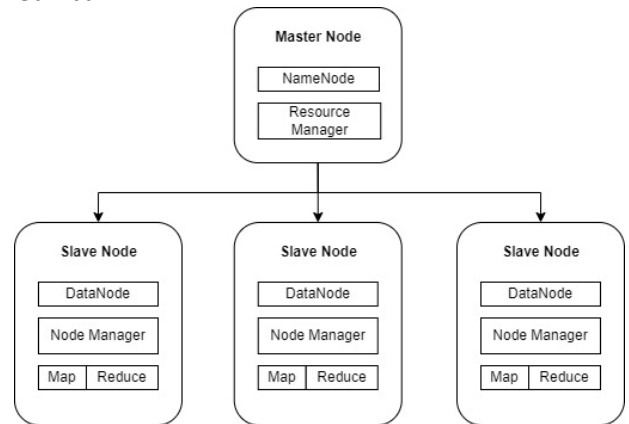 Master Node
NameNode
Resource
Manager
Slave Node
DataNode
Node Manager
Map Reduce
Slave Node
DataNode
Node Manager
Map Reduce
Slave Node
DataNode
Node Manager
Map Reduce